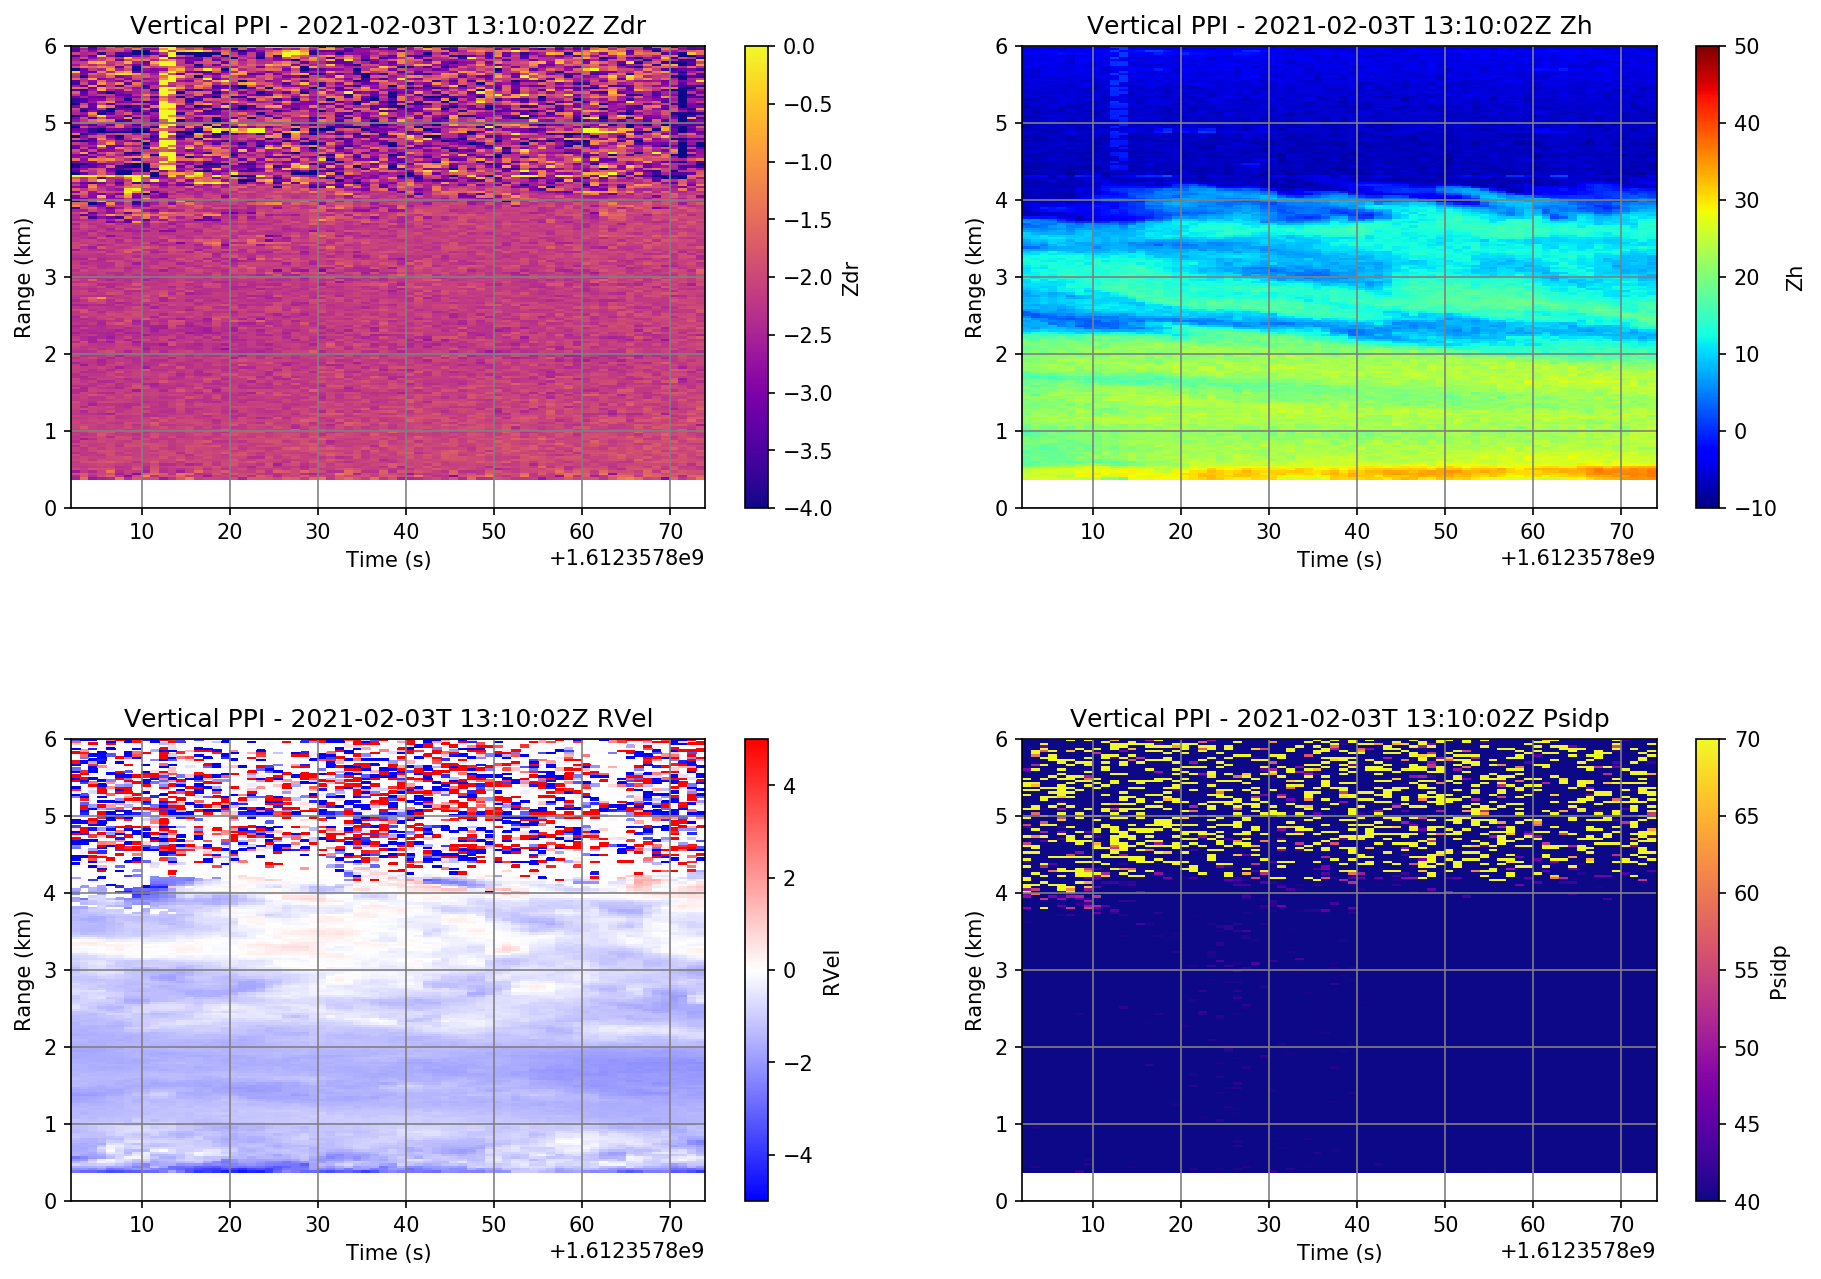 Vertical PPI - 2021-02-03T 13:10:02Z Zdr
6
5
4
3
2
1
0
Range (km)
10 20 30 40 50 60 70
Time (s)
+1.6123578e9
0.0
−0.5
−1.0
−1.5
−2.0
−2.5
−3.0
−3.5
−4.0
Zdr
Vertical PPI - 2021-02-03T 13:10:02Z Zh
6
5
4
3
2
1
0
Range (km)
10 20 30 40 50 60 70
Time (s)
+1.6123578e9
50
40
30
20
10
0
−10
Zh
Vertical PPI - 2021-02-03T 13:10:02Z RVel
6
5
4
3
2
1
0
Range (km)
10 20 30 40 50 60 70
Time (s)
+1.6123578e9
4
2
0
−2
−4
RVel
Vertical PPI - 2021-02-03T 13:10:02Z Psidp
6
5
4
3
2
1
0
Range (km)
10 20 30 40 50 60 70
Time (s)
+1.6123578e9
70
65
60
55
50
45
40
Psidp